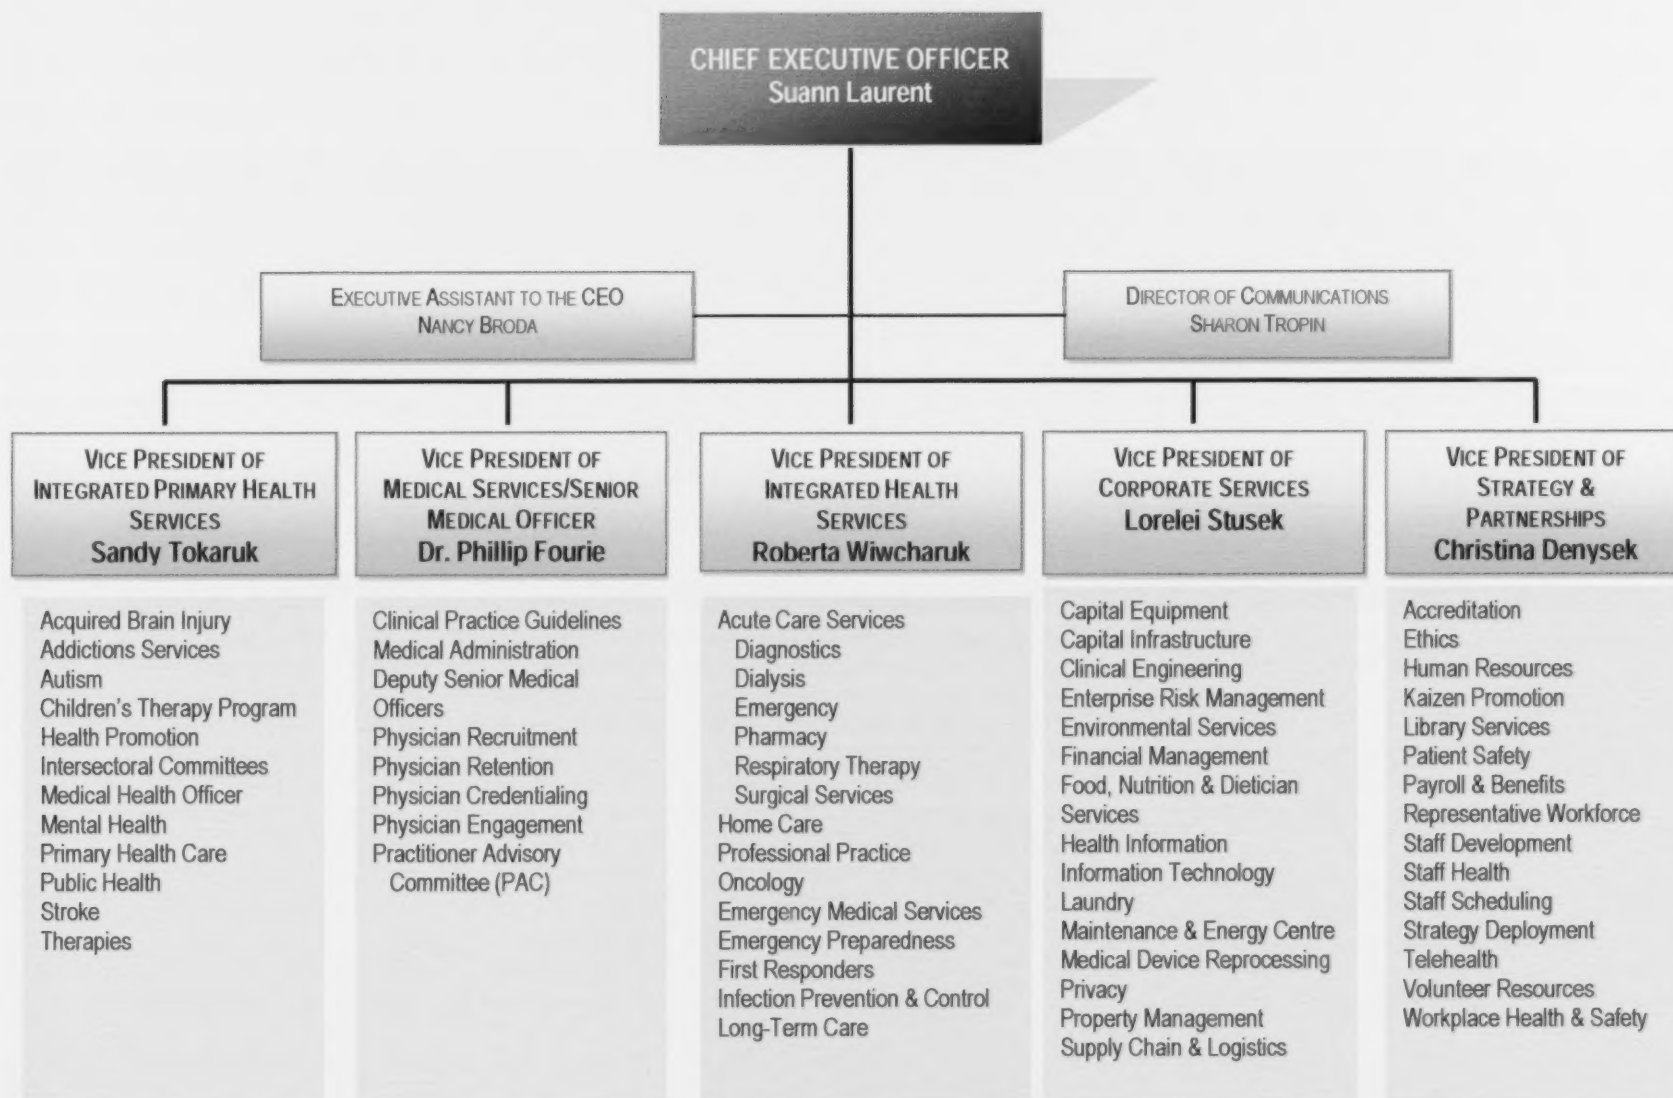 CHIEF EXECUTIVE OFFICER
Suann Laurent
EXECUTIVE ASSISTANT TO THE CEO
NANCY BRODA
DIRECTOR OF COMMUNICATIONS
SHARON TROPIN
VICE PRESIDENT OF
INTEGRATED PRIMARY HEALTH
SERVICES
Sandy Tokaruk
Acquired Brain Injury
Addictions Services
Autism
Children's Therapy Program
Health Promotion
Intersectoral Committees
Medical Health Officer
Mental Health
Primary Health Care
Public Health
Stroke
Therapies
VICE PRESIDENT OF
MEDICAL SERVICES/SENIOR
MEDICAL OFFICER
Dr. Phillip Fourie
Clinical Practice Guidelines
Medical Administration
Deputy Senior Medical
Officers
Physician Recruitment
Physician Retention
Physician Credentialing
Physician Engagement
Practitioner Advisory
Committee (PAC)
VICE PRESIDENT OF
INTEGRATED HEALTH
SERVICES
Roberta Wiwcharuk
Acute Care Services
Diagnostics
Dialysis
Emergency
Pharmacy
Respiratory Therapy
Surgical Services
Home Care
Professional Practice
Oncology
Emergency Medical Services
Emergency Preparedness
First Responders
Infection Prevention & Control
Long-Term Care
VICE PRESIDENT OF
CORPORATE SERVICES
Lorelei Stusek
Capital Equipment
Capital Infrastructure
Clinical Engineering
Enterprise Risk Management
Environmental Services
Financial Management
Food, Nutrition & Dietician
Services
Health Information
Information Technology
Laundry
Maintenance & Energy Centre
Medical Device Reprocessing
Privacy
Property Management
Supply Chain & Logistics
VICE PRESIDENT OF
STRATEGY &
PARTNERSHIPS
Christina Denysek
Accreditation
Ethics
Human Resources
Kaizen Promotion
Library Services
Patient Safety
Payroll & Benefits
Representative Workforce
Staff Development
Staff Health
Staff Scheduling
Strategy Deployment
Telehealth
Volunteer Resources
Workplace Health & Safety